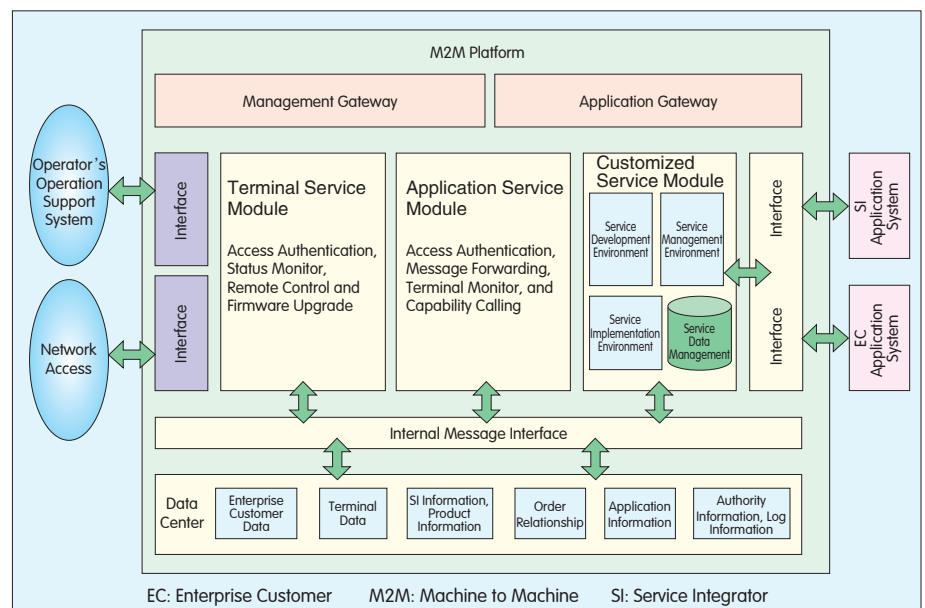 M2M Platform
Management Gateway
Application Gateway
Operator's
Operation
Support
System
Network
Access
Interface
Interface
Terminal Service
Module
Access Authentication,
Status Monitor,
Remote Control and
Firmware Upgrade
Application Service
Module
Access Authentication,
Message Forwarding,
Terminal Monitor, and
Capability Calling
Customized
Service Module
Service
Development
Environment
Service
Management
Environment
Service
Implementation
Environment
Service
Data
Management
Interface
Interface
SI
Application
System
EC
Application
System
Internal Message Interface
Data
Center
Enterprise
Customer
Data
Terminal
Data
SI Information,
Product
Information
Order
Relationship
Application
Information
Authority
Information, Log
Information
EC: Enterprise Customer M2M: Machine to Machine SI: Service Integrator